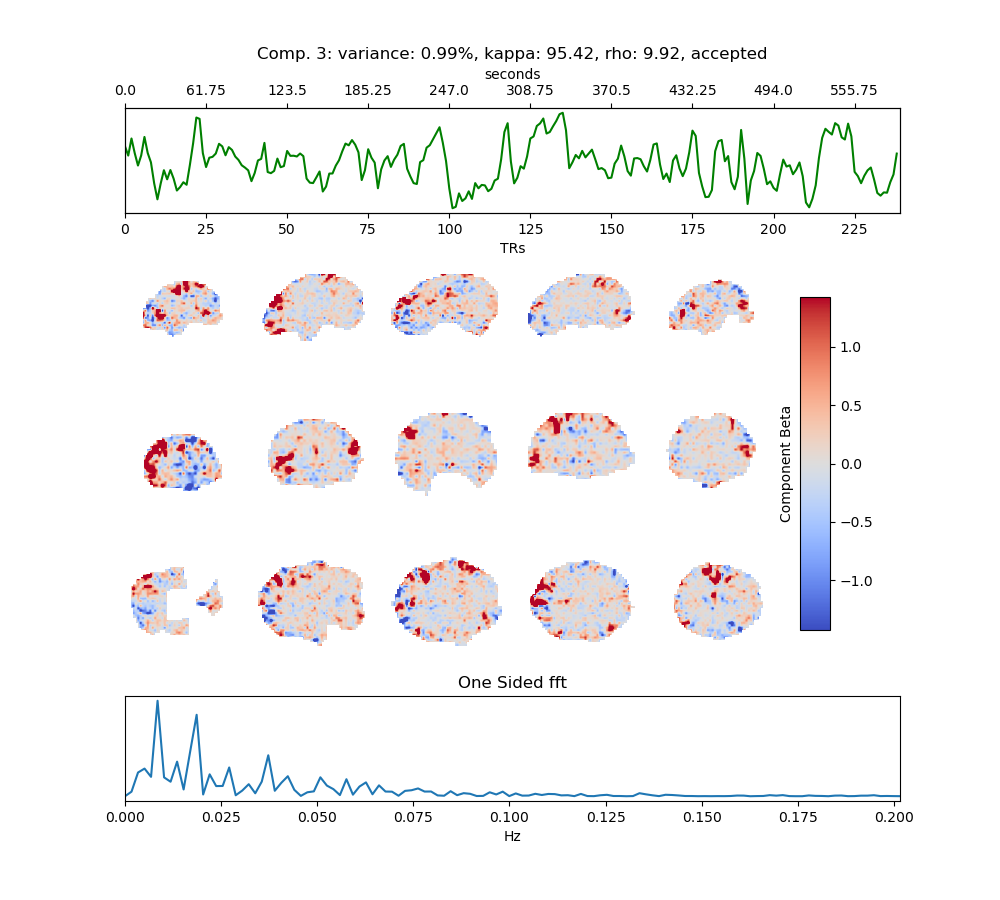 Comp. 3: variance: 0.99%, kappa: 95.42, rho: 9.92, accepted
seconds
0.0 61.75 123.5 185.25 247.0 308.75 370.5 432.25 494.0 555.75
0 25 50 75 100 125 150 175 200 225
TRs
1.0
0.5
0.0
−0.5
−1.0
Component Beta
One Sided fft
0.000 0.025 0.050 0.075 0.100 0.125 0.150 0.175 0.200
Hz